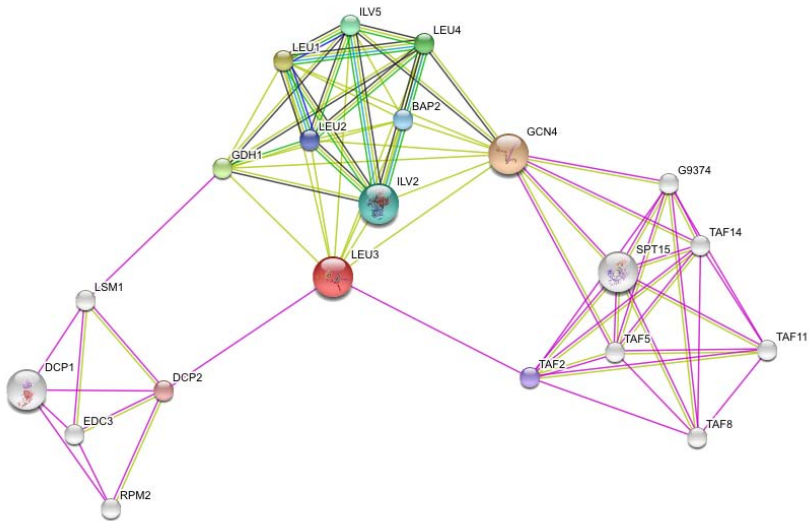 ILV5
LEU4
LEU1
BAP2
LEU2
GCN4
GDH1
ILV2
G9374
TAF14
SPT15
LEU3
LSM1
TAF5
TAF11
DCP1
DCP2
TAF2
EDC3
TAF8
RPM2